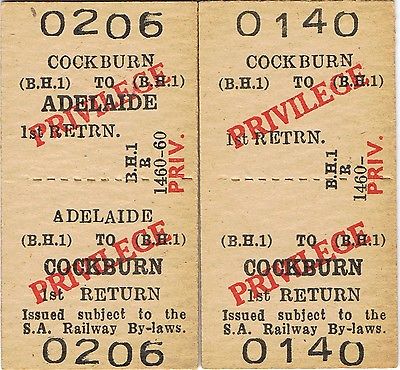 0206
COCKBURN
(B.H.1) TO (B.H.1)
ADELAIDE
PRIVILEGE
1st RETRN.
B.H.1
R
1460-60
PRIV.
ADELAIDE
(B.H.1) TO (B.H.1)
COCKBURN
PRIVILEGE
1st RETURN
Issued subject to the
S.A. Railway By-laws.
0206
0140
COCKBURN
(B.H.1) TO (B.H.1)
PRIVILEGE
1st RETRN.
B.H.1
R
1460-
PRIV.
(B.H.1) TO (B.H.1)
COCKBURN
PRIVILEGE
1st RETURN
Issued subject to the
S.A. Railway By-laws.
0140